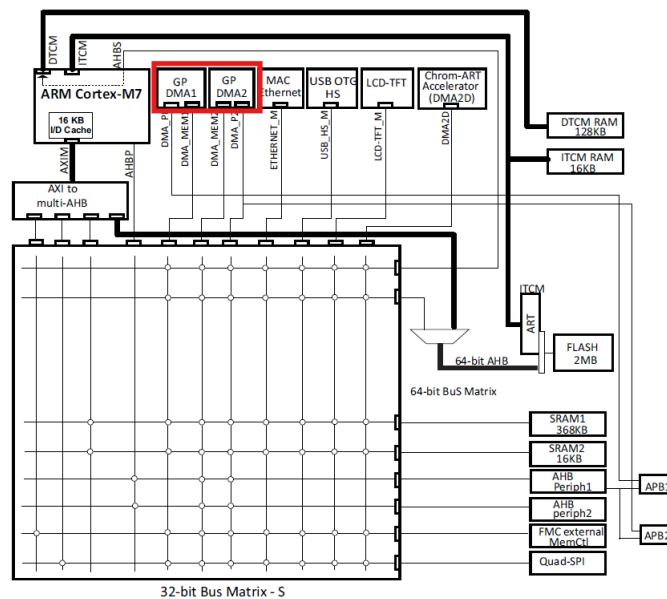 DTCM
ITCM
AHBS
ARM Cortex-M7
16 KB
I/D Cache
AXIM
AHBP
GP
DMA1
GP
DMA2
MAC
Ethernet
USB OTG
HS
LCD-TFT
Chrom-ART
Accelerator
(DMA2D)
DMA_P1
DMA_MEM1
DMA_MEM2
DMA_P2
ETHERNET_M
USB_HS_M
LCD-TFT_M
DMA2D
DTCM RAM
128KB
ITCM RAM
16KB
AXI to
multi-AHB
ITCM
ART
FLASH
2MB
64-bit AHB
64-bit BuS Matrix
SRAM1
368KB
SRAM2
16KB
AHB
Periph1
APB1
AHB
periph2
APB2
FMC external
MemCtl
Quad-SPI
32-bit Bus Matrix - S